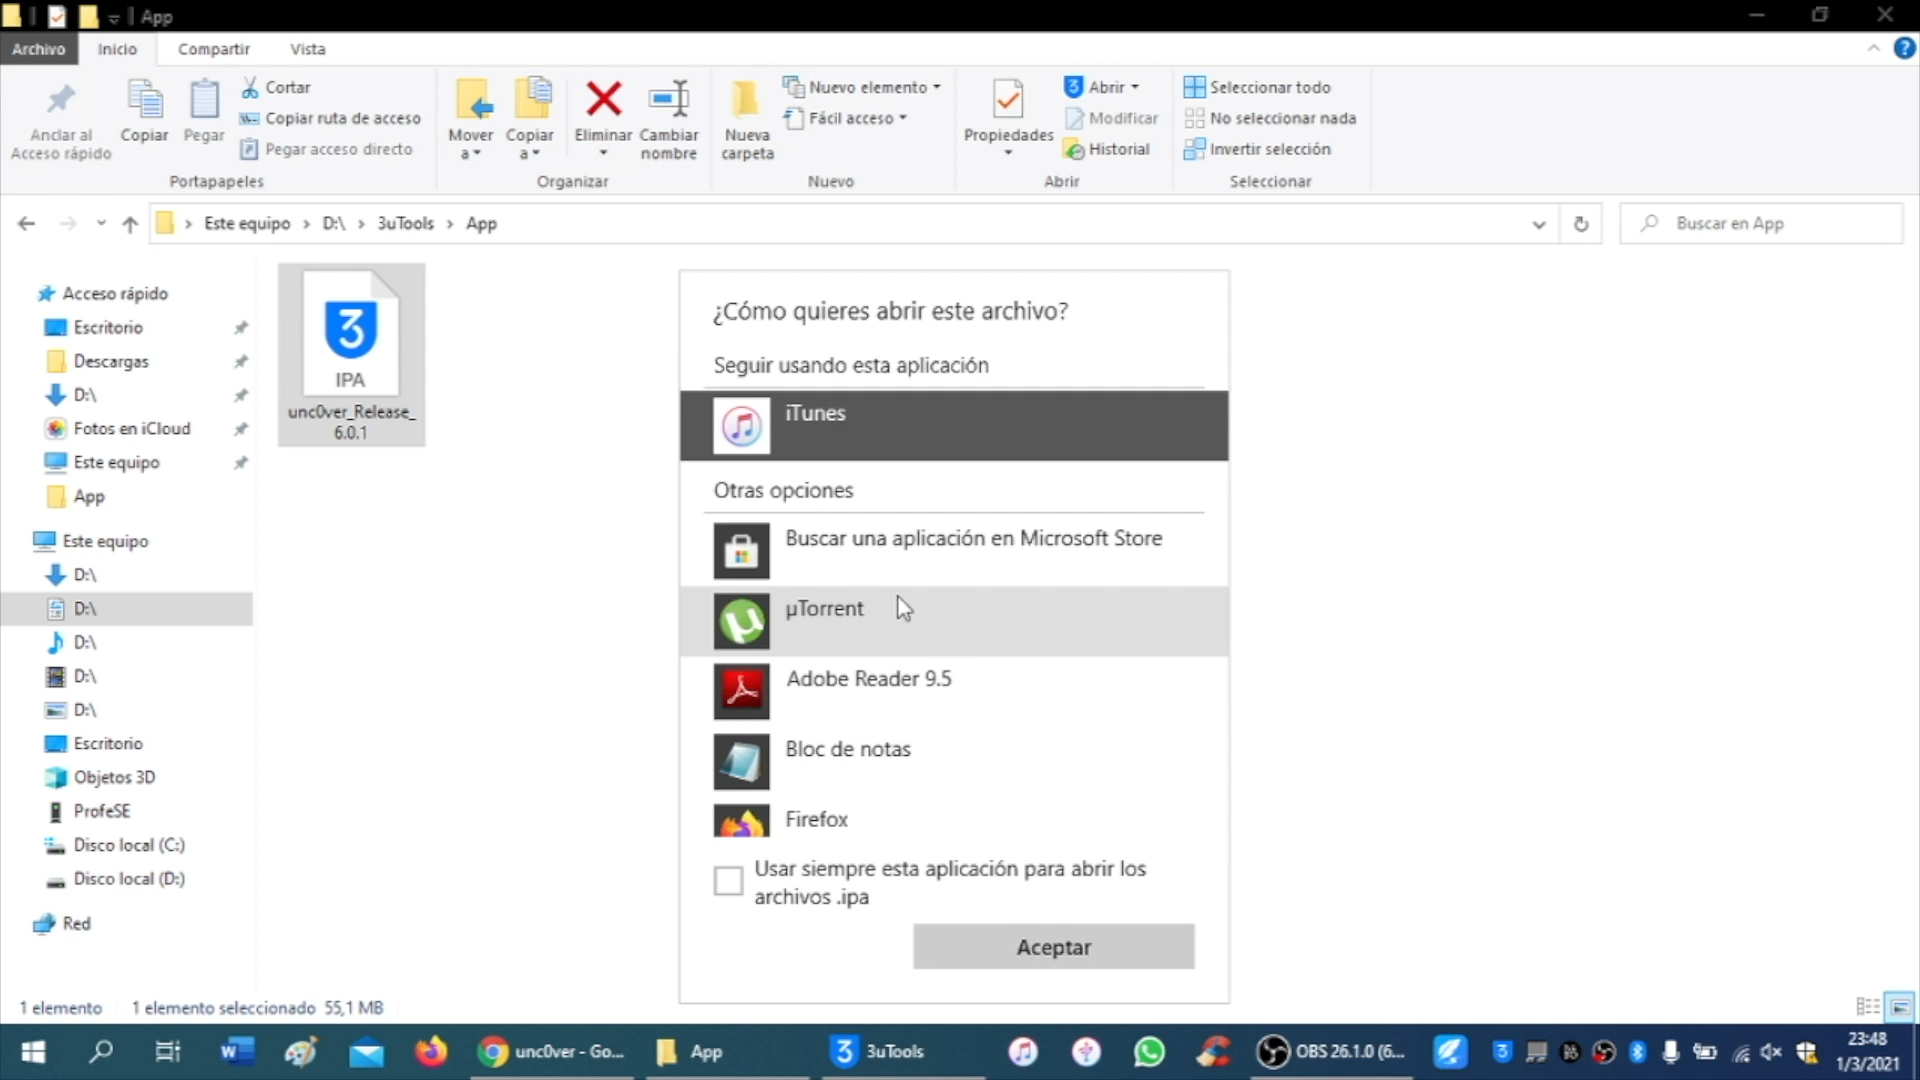 App
Archivo
Inicio
Compartir
Vista
Anclar al
Acceso rápido
Copiar
Pegar
Cortar
Copiar ruta de acceso
Pegar acceso directo
Portapapeles
Mover
a
Copiar
a
Eliminar
Cambiar
nombre
Organizar
Nueva
carpeta
Nuevo elemento
Fácil acceso
Nuevo
Propiedades
Abrir
Modificar
Historial
Abrir
Seleccionar todo
No seleccionar nada
Invertir selección
Seleccionar
Este equipo > D:\ > 3uTools > App
Buscar en App
Acceso rápido
Escritorio
Descargas
D:\
Fotos en iCloud
Este equipo
App
Este equipo
D:\
D:\
D:\
D:\
D:\
Escritorio
Objetos 3D
ProfeSE
Disco local (C:)
Disco local (D:)
Red
3
IPA
unc0ver_Release_
6.0.1
¿Cómo quieres abrir este archivo?
Seguir usando esta aplicación
iTunes
Otras opciones
Buscar una aplicación en Microsoft Store
µTorrent
Adobe Reader 9.5
Bloc de notas
Firefox
Usar siempre esta aplicación para abrir los
archivos .ipa
Aceptar
1 elemento
1 elemento seleccionado 55,1 MB
unc0ver - Go...
App
3uTools
OBS 26.1.0 (6...
23:48
1/3/2021